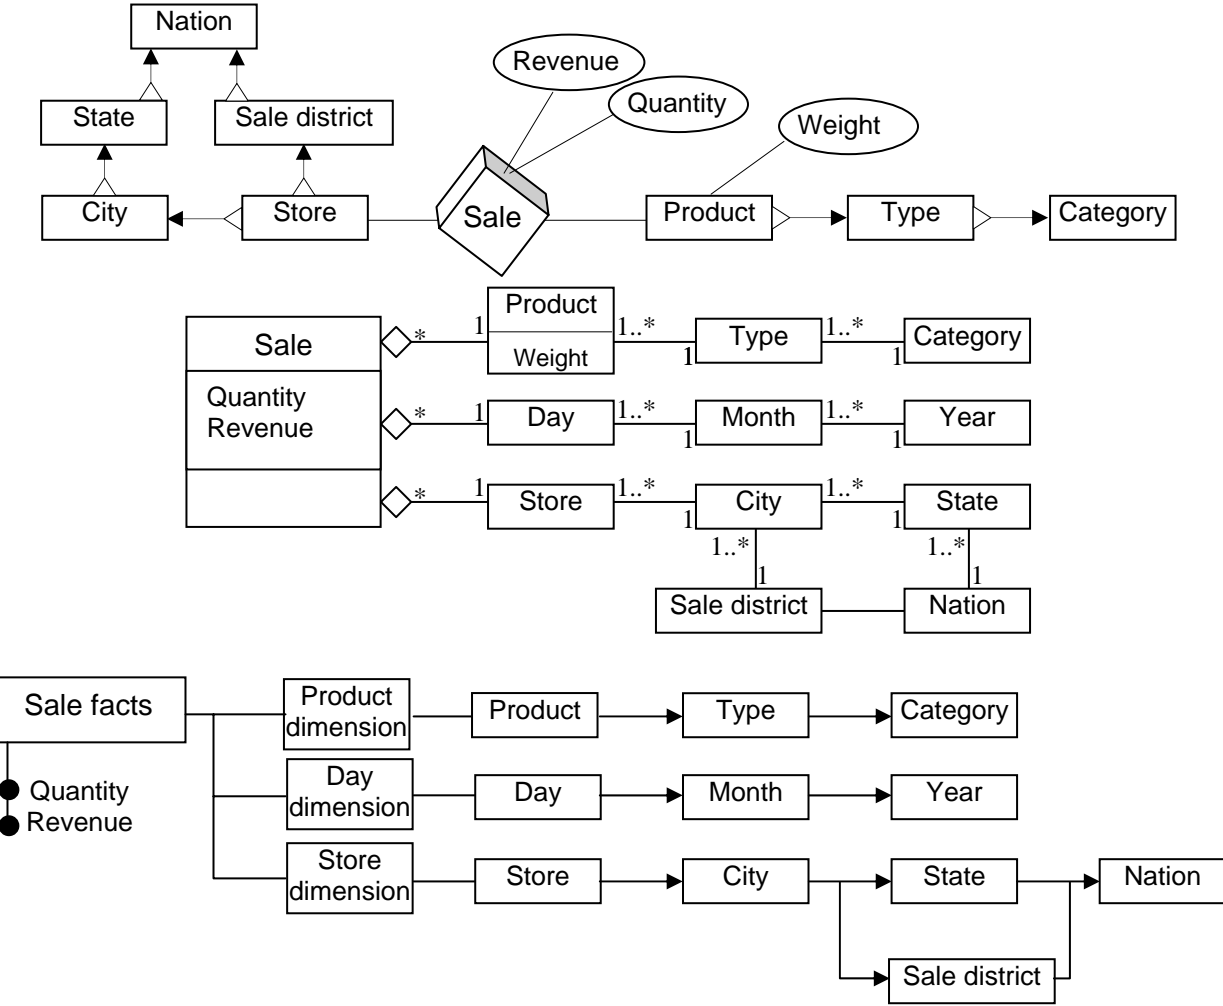 Nation
Revenue
Quantity
State
Sale district
Weight
City
Store
Sale
Product
Type
Category
Product
Weight
Sale
* 1
1..* 1
Type
1..* 1
Category
Quantity
Revenue
* 1
Day
1..* 1
Month
1..* 1
Year
* 1
Store
1..* 1
City
1..* 1
State
1..*
1
1..*
1
Sale district
Nation
Sale facts
Product
dimension
Product
Type
Category
Quantity
Revenue
Day
dimension
Day
Month
Year
Store
dimension
Store
City
State
Nation
Sale district